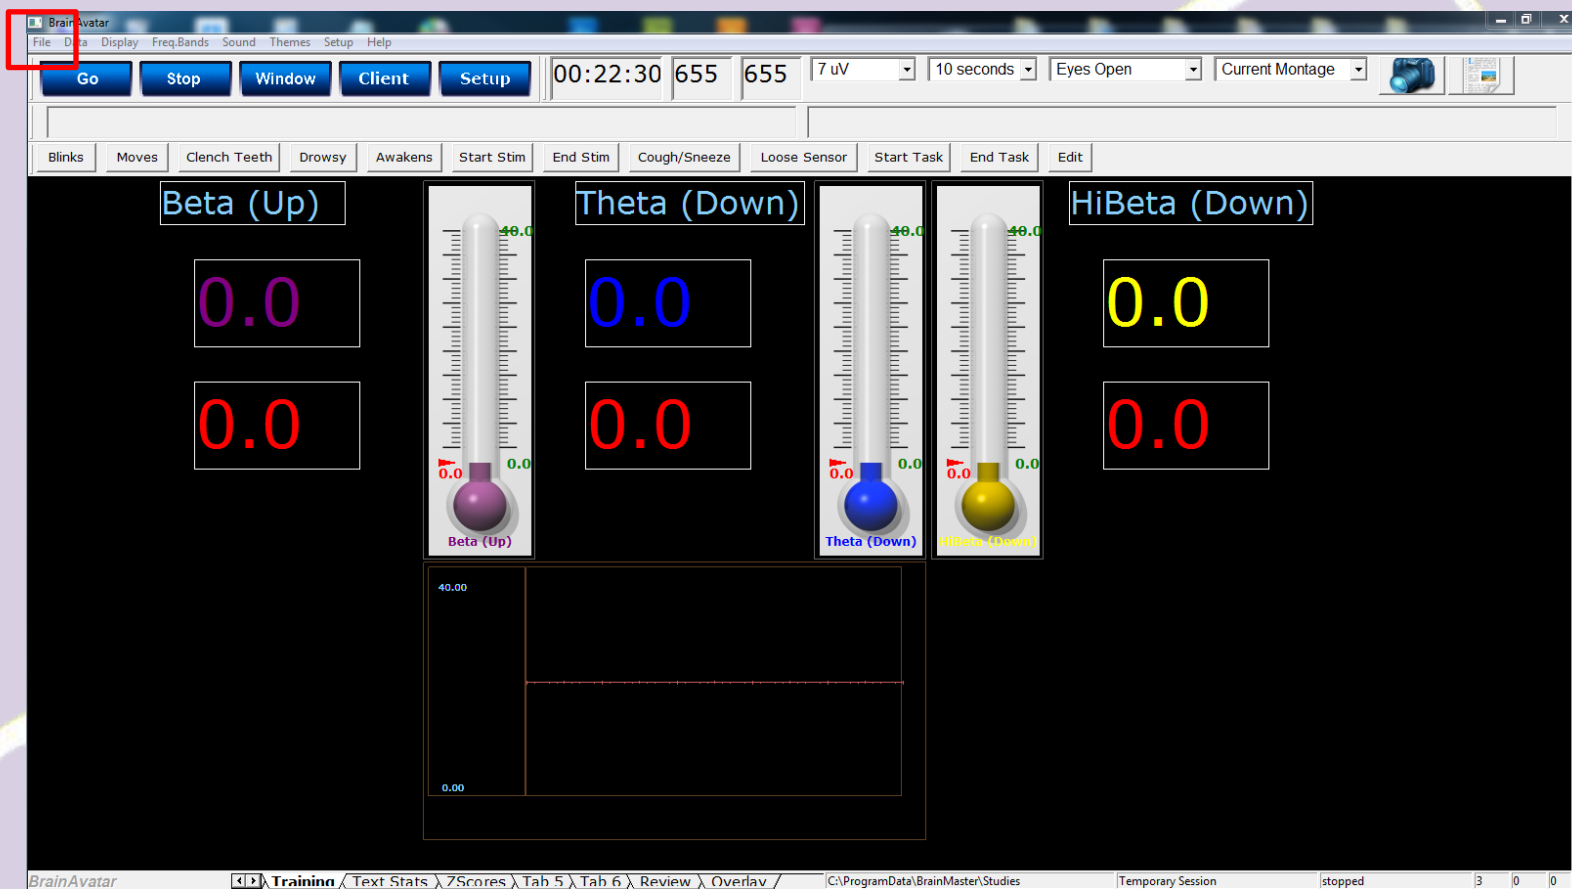 BrainAvatar
File Data Display Freq.Bands Sound Themes Setup Help
Go Stop Window Client Setup 00:22:30 655 655 7 uV 10 seconds Eyes Open Current Montage
Blinks Moves Clench Teeth Drowsy Awakens Start Stim End Stim Cough/Sneeze Loose Sensor Start Task End Task Edit
Beta (Up) Theta (Down) HiBeta (Down)
40.0 40.0 40.0
0.0 0.0 0.0
0.0 0.0 0.0
0.0 0.0 0.0 0.0 0.0 0.0
Beta (Up) Theta (Down) HiBeta (Down)
40.00
0.00
BrainAvatar Training Text Stats ZScores Tab 5 Tab 6 Review Overlay C:\ProgramData\BrainMaster\Studies Temporary Session stopped 3 0 0